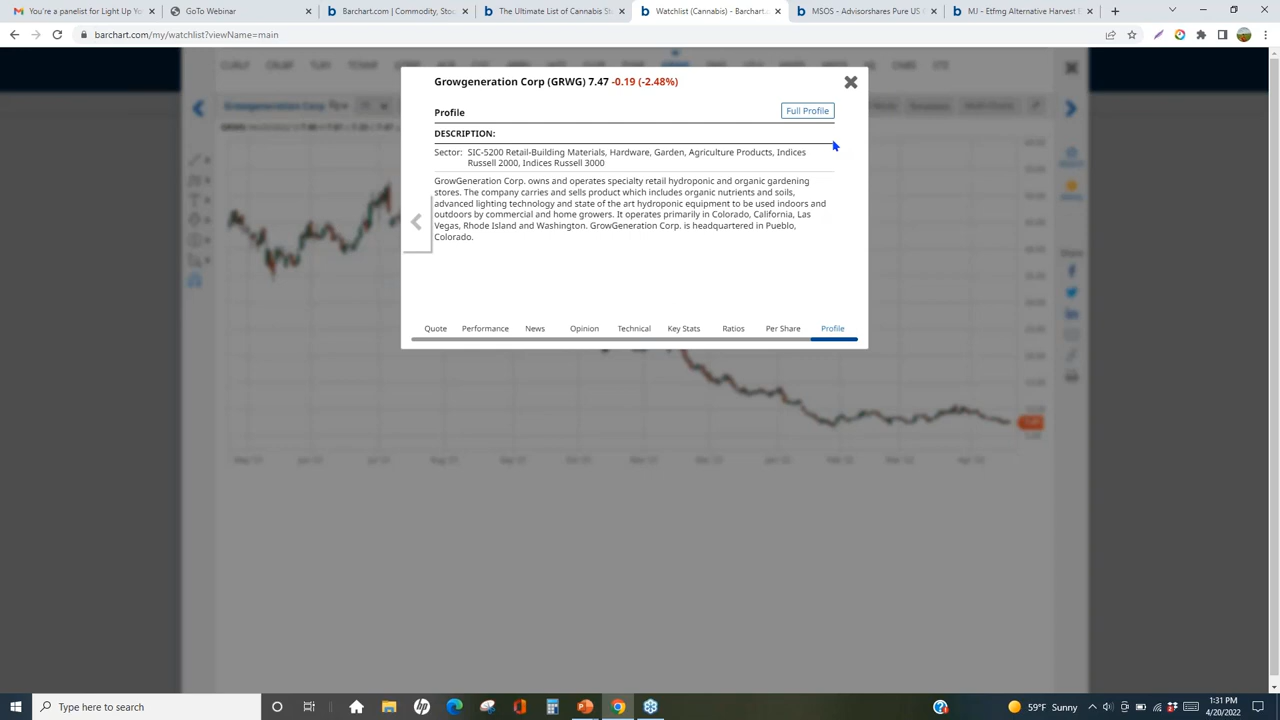 You're a panelist for Light Up Yo
GoTo Webinar
Barchart.com | Commodity, Stock
The Ultimate List of Cannabis Sto
Watchlist (Cannabis) - Barchart.c
MSOS - Advisorshares Pure US C
MJ - Etfmg Alternative Harvest E
barchart.com/my/watchlist?viewName=main
Growgeneration Corp (GRWG) 7.47 -0.19 (-2.48%)
Profile
Full Profile
DESCRIPTION:
Sector: SIC-5200 Retail-Building Materials, Hardware, Garden, Agriculture Products, Indices
Russell 2000, Indices Russell 3000
GrowGeneration Corp. owns and operates specialty retail hydroponic and organic gardening
stores. The company carries and sells product which includes organic nutrients and soils,
advanced lighting technology and state of the art hydroponic equipment to be used indoors and
outdoors by commercial and home growers. It operates primarily in Colorado, California, Las
Vegas, Rhode Island and Washington. GrowGeneration Corp. is headquartered in Pueblo,
Colorado.
Quote Performance News Opinion Technical Key Stats Ratios Per Share Profile
Type here to search
59°F Sunny
1:31 PM
4/20/2022